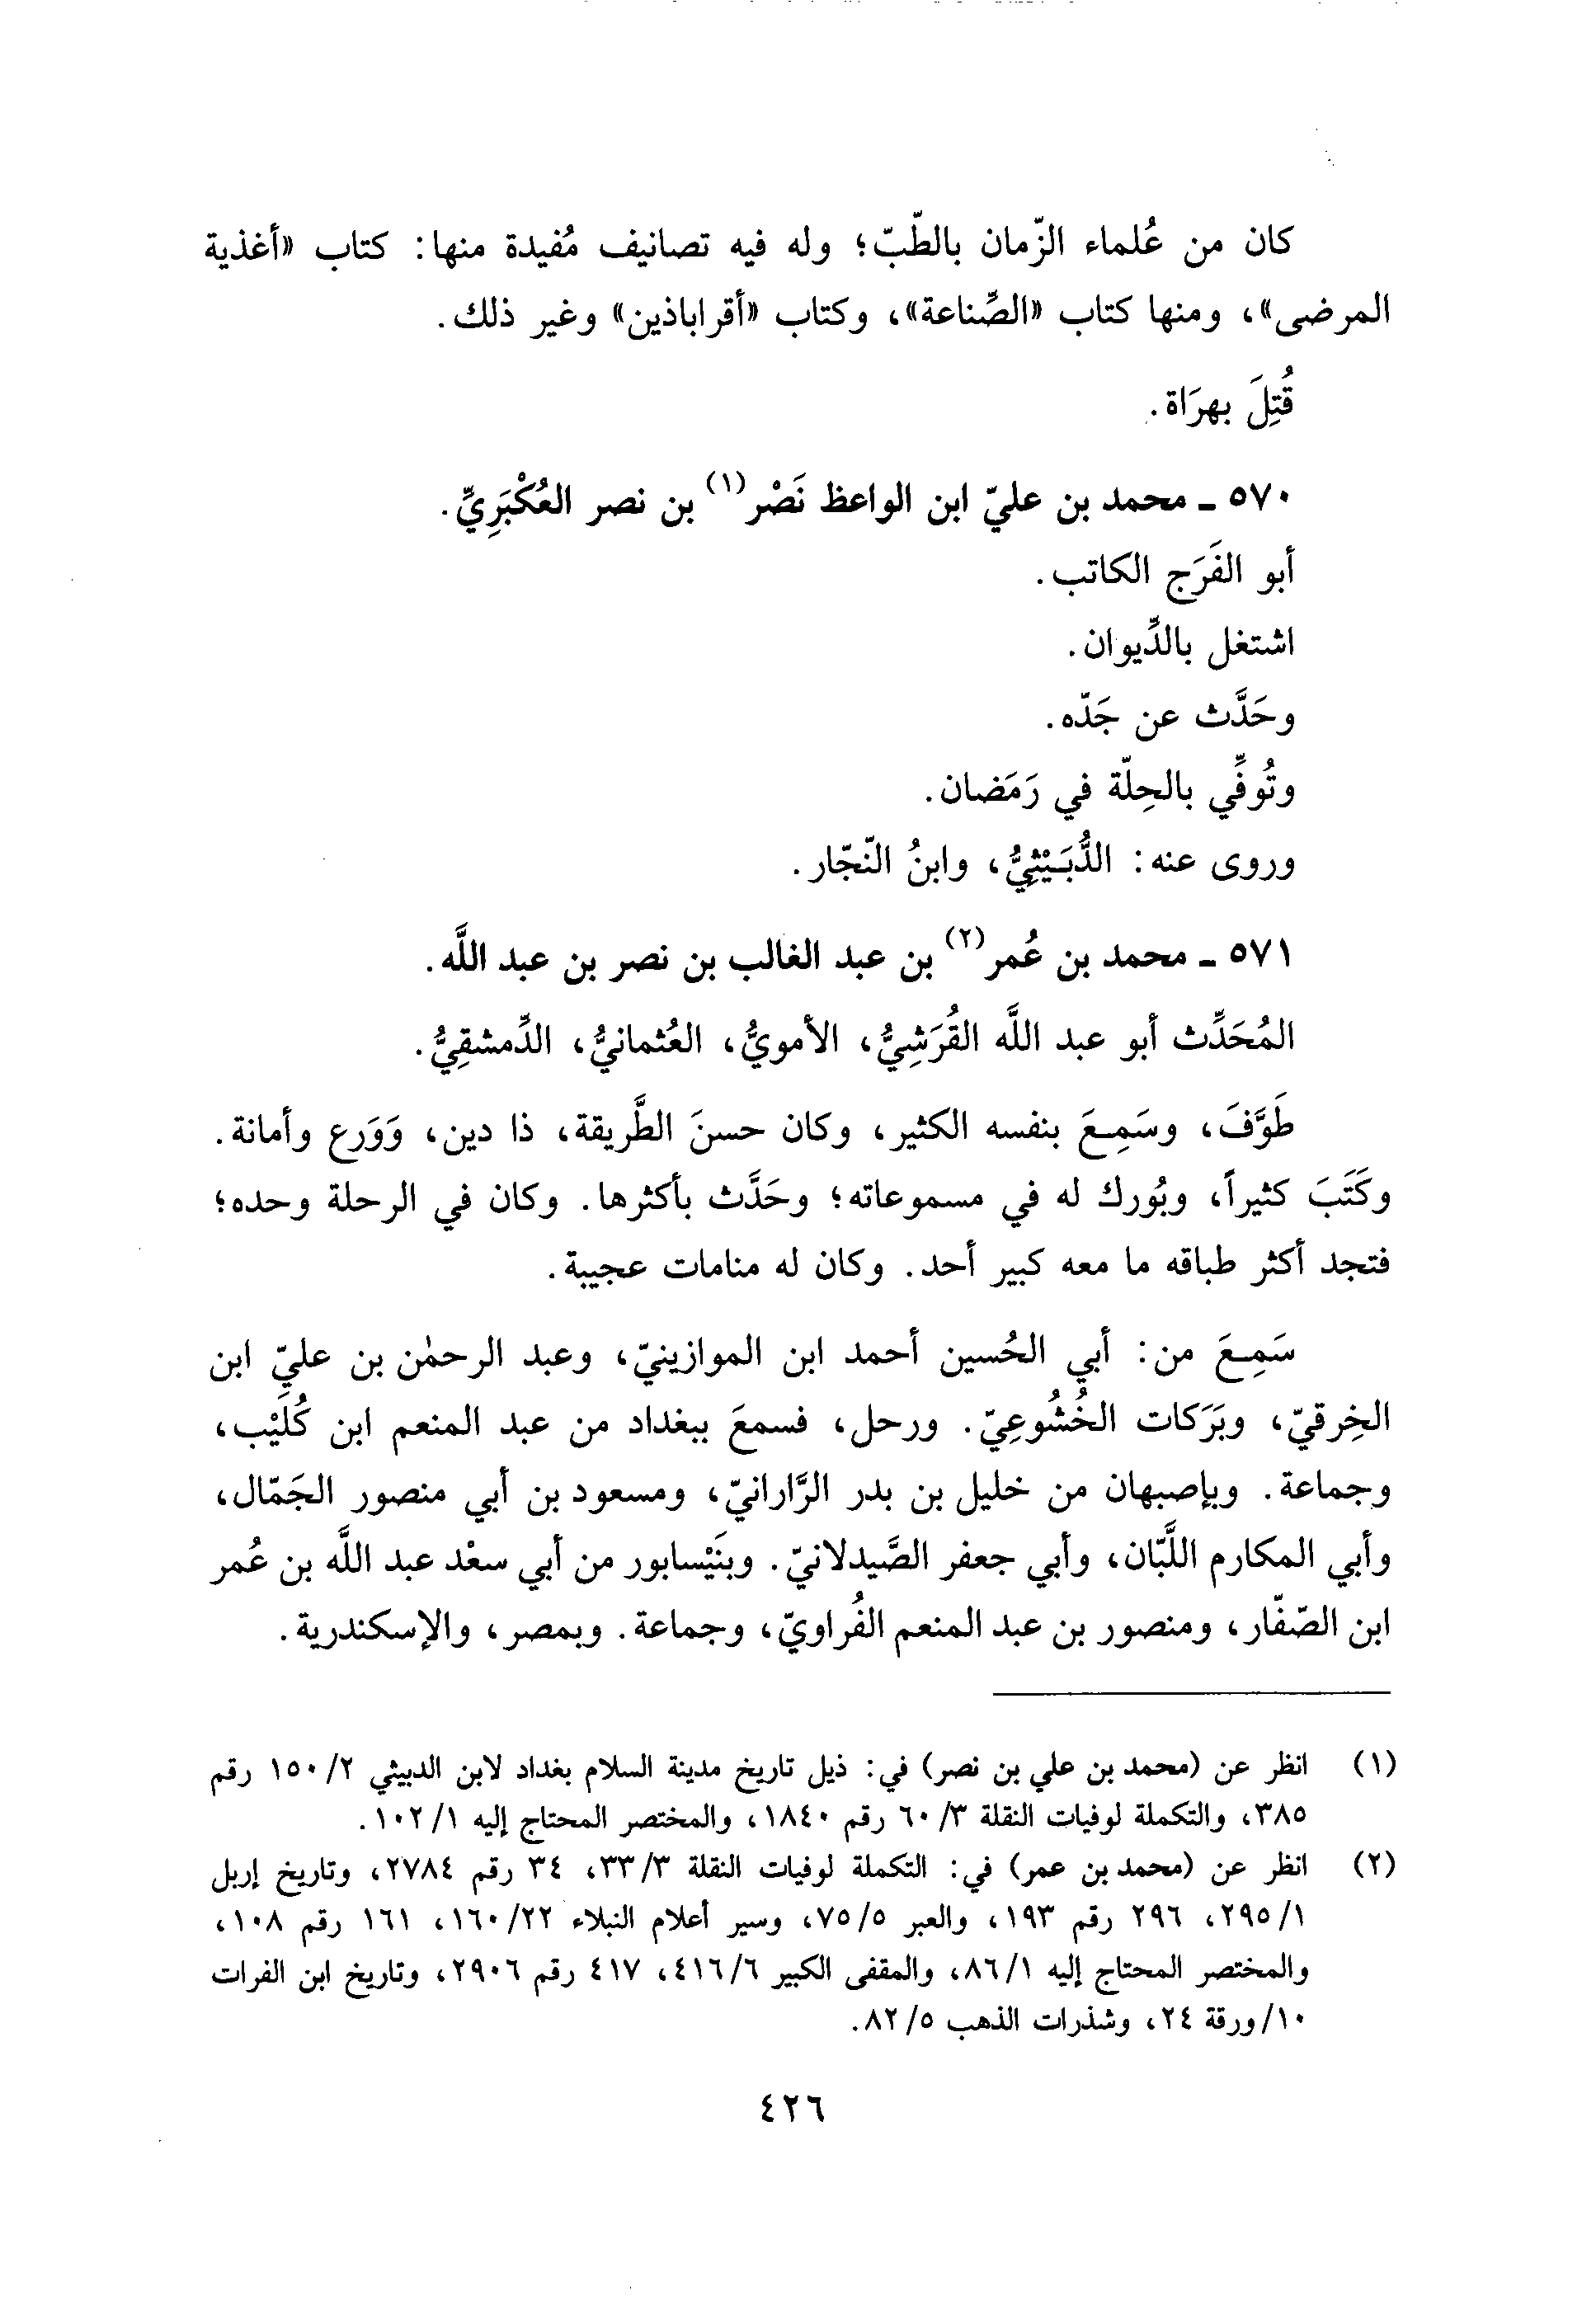 كان من عُلماء الزّمان بالطّبّ؛ وله فيه تصانيف مُفيدة منها: كتاب «أغذية
المرضى»، ومنها كتاب «الصِّناعة»، وكتاب «أقراباذين» وغير ذلك.
قُتِلَ بهرَاة.
٥٧٠ ـ محمد بن عليّ ابن الواعظ نَصْر(١) بن نصر العُكْبَرِيِّ.
أبو الفَرَج الكاتب.
اشتغل بالدِّيوان.
وحَدَّث عن جَدّه.
وتُوفِّي بالحِلّة في رَمَضان.
وروى عنه: الدُّبَيْثِيُّ، وابنُ النّجّار.
٥٧١ ـ محمد بن عُمر(٢) بن عبد الغالب بن نصر بن عبد اللَّه.
المُحَدِّث أبو عبد اللَّه القُرَشِيُّ، الأمويُّ، العُثمانيُّ، الدِّمشقِيُّ.
طَوَّفَ، وسَمِعَ بنفسه الكثير، وكان حسنَ الطَّريقة، ذا دين، وَوَرع وأمانة.
وكَتَبَ كثيراً، وبُورك له في مسموعاته؛ وحَدَّث بأكثرها. وكان في الرحلة وحده؛
فتجد أكثر طباقه ما معه كبير أحد. وكان له منامات عجيبة.
سَمِعَ من: أبي الحُسين أحمد ابن الموازينيّ، وعبد الرحمٰن بن عليّ ابن
الخِرقيّ، وبَرَكات الخُشُوعِيّ. ورحل، فسمعَ ببغداد من عبد المنعم ابن كُلَيْب،
وجماعة. وبإصبهان من خليل بن بدر الرَّارانيّ، ومسعود بن أبي منصور الجَمّال،
وأبي المكارم اللَّبّان، وأبي جعفر الصَّيدلانيّ. وبنَيْسابور من أبي سعْد عبد اللَّه بن عُمر
ابن الصّفّار، ومنصور بن عبد المنعم الفُراويّ، وجماعة. وبمصر، والإسكندرية.
(١) انظر عن (محمد بن علي بن نصر) في: ذيل تاريخ مدينة السلام بغداد لابن الدبيثي ٢/ ١٥٠ رقم
٣٨٥، والتكملة لوفيات النقلة ٣/ ٦٠ رقم ١٨٤٠، والمختصر المحتاج إليه ١/ ١٠٢.
(٢) انظر عن (محمد بن عمر) في: التكملة لوفيات النقلة ٣/ ٣٣، ٣٤ رقم ٢٧٨٤، وتاريخ إربل
١/ ٢٩٥، ٢٩٦ رقم ١٩٣، والعبر ٥/ ٧٥، وسير أعلام النبلاء ٢٢/ ١٦٠، ١٦١ رقم ١٠٨،
والمختصر المحتاج إليه ١/ ٨٦، والمقفى الكبير ٦/ ٤١٦، ٤١٧ رقم ٢٩٠٦، وتاريخ ابن الفرات
١٠/ ورقة ٢٤، وشذرات الذهب ٥/ ٨٢.
٤٢٦